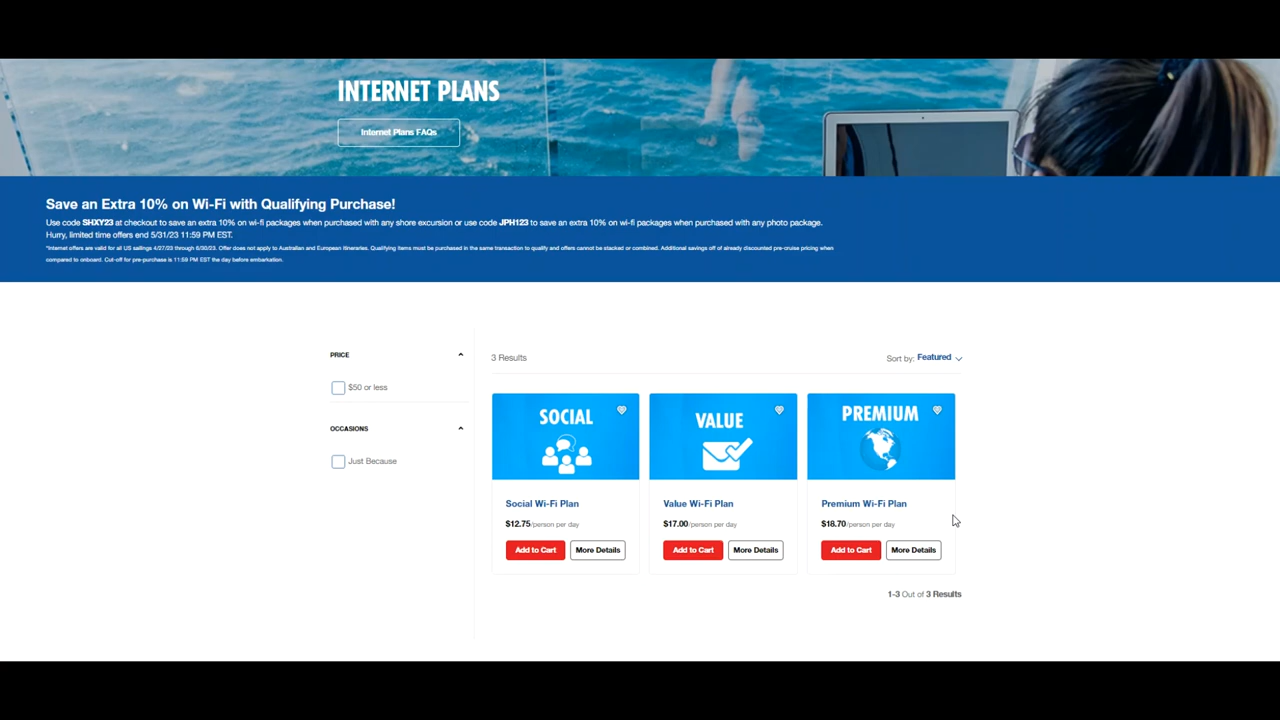 INTERNET PLANS
Internet Plans FAQs
Save an Extra 10% on Wi-Fi with Qualifying Purchase!
Use code SHXY23 at checkout to save an extra 10% on wi-fi packages when purchased with any shore excursion or use code JPH123 to save an extra 10% on wi-fi packages when purchased with any photo package.
Hurry, limited time offers end 5/31/23 11:59 PM EST.
*Internet offers are valid for all US sailings 4/27/23 through 6/30/23. Offer does not apply to Australian and European itineraries. Qualifying items must be purchased in the same transaction to qualify and offers cannot be stacked or combined. Additional savings off of already discounted pre-cruise pricing when
compared to onboard. Cut-off for pre-purchase is 11:59 PM EST the day before embarkation.
PRICE
$50 or less
OCCASIONS
Just Because
3 Results
Sort by: Featured
SOCIAL
Social Wi-Fi Plan
$12.75/person per day
Add to Cart
More Details
VALUE
Value Wi-Fi Plan
$17.00/person per day
Add to Cart
More Details
PREMIUM
Premium Wi-Fi Plan
$18.70/person per day
Add to Cart
More Details
1-3 Out of 3 Results